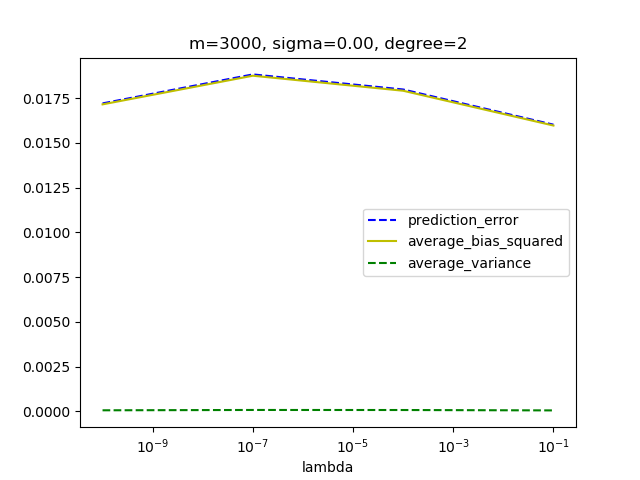 m=3000, sigma=0.00, degree=2
0.0175
0.0150
0.0125
0.0100
0.0075
0.0050
0.0025
0.0000
prediction_error
average_bias_squared
average_variance
10⁻⁹ 10⁻⁷ 10⁻⁵ 10⁻³ 10⁻¹
lambda